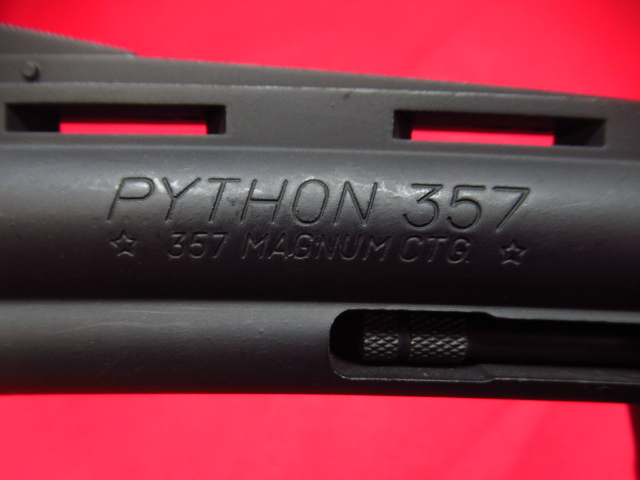 PYTHON 357
☆ 357 MAGNUM CTG. ☆